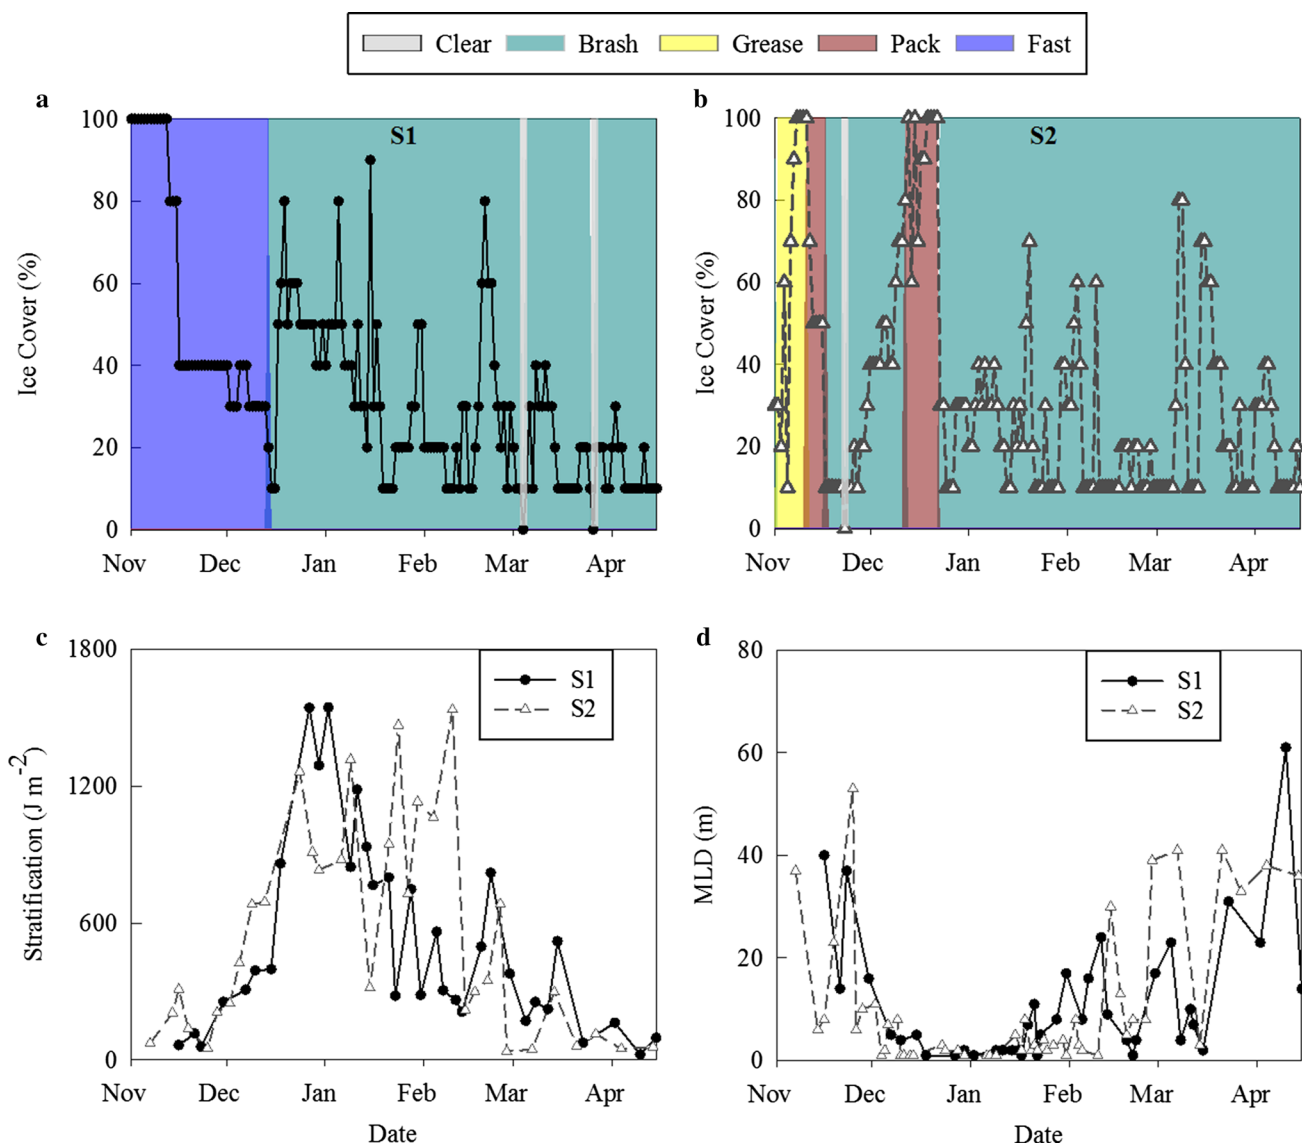 Clear Brash Grease Pack Fast
a
100
80
60
40
20
0
Ice Cover (%)
S1
Nov Dec Jan Feb Mar Apr
b
100
80
60
40
20
0
Ice Cover (%)
S2
Nov Dec Jan Feb Mar Apr
c
1800
1200
600
0
Stratification (J m-2)
S1
S2
Nov Dec Jan Feb Mar Apr
Date
d
80
60
40
20
0
MLD (m)
S1
S2
Nov Dec Jan Feb Mar Apr
Date